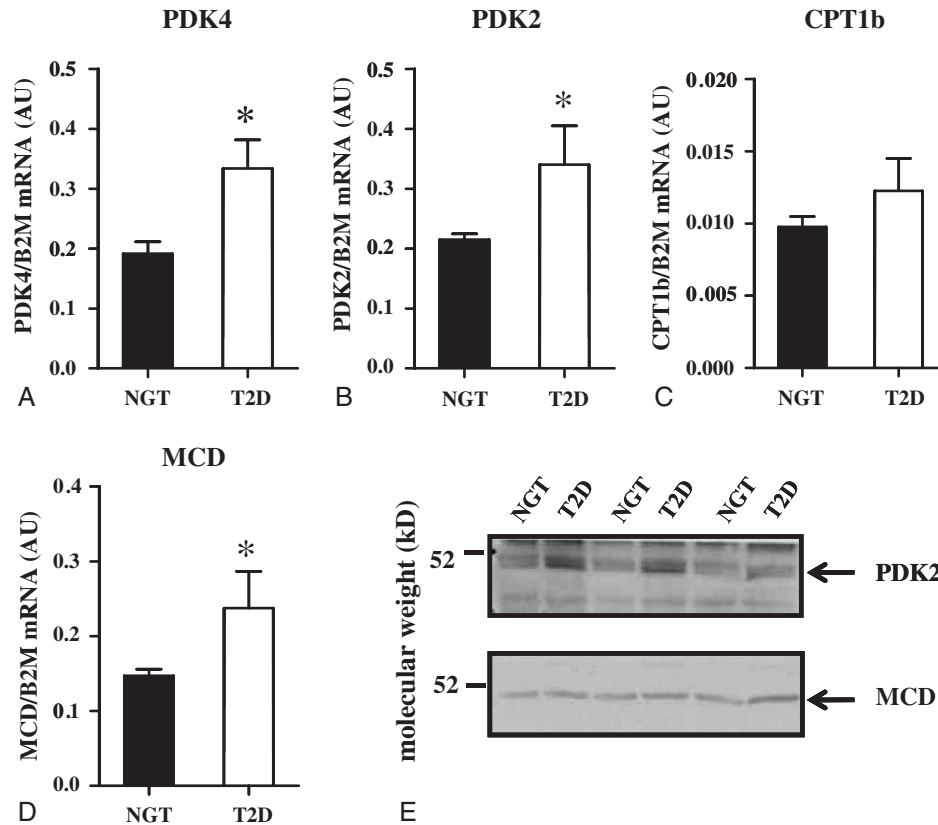 PDK4
PDK4/B2M mRNA (AU)
0.5
0.4
0.3
0.2
0.1
0.0
*
NGT T2D
A
PDK2
PDK2/B2M mRNA (AU)
0.5
0.4
0.3
0.2
0.1
0.0
*
NGT T2D
B
CPT1b
CPT1b/B2M mRNA (AU)
0.020
0.015
0.010
0.005
0.000
NGT T2D
C
MCD
MCD/B2M mRNA (AU)
0.4
0.3
0.2
0.1
0.0
*
NGT T2D
D
molecular weight (kD)
NGT T2D NGT T2D NGT T2D
52
PDK2
52
MCD
E